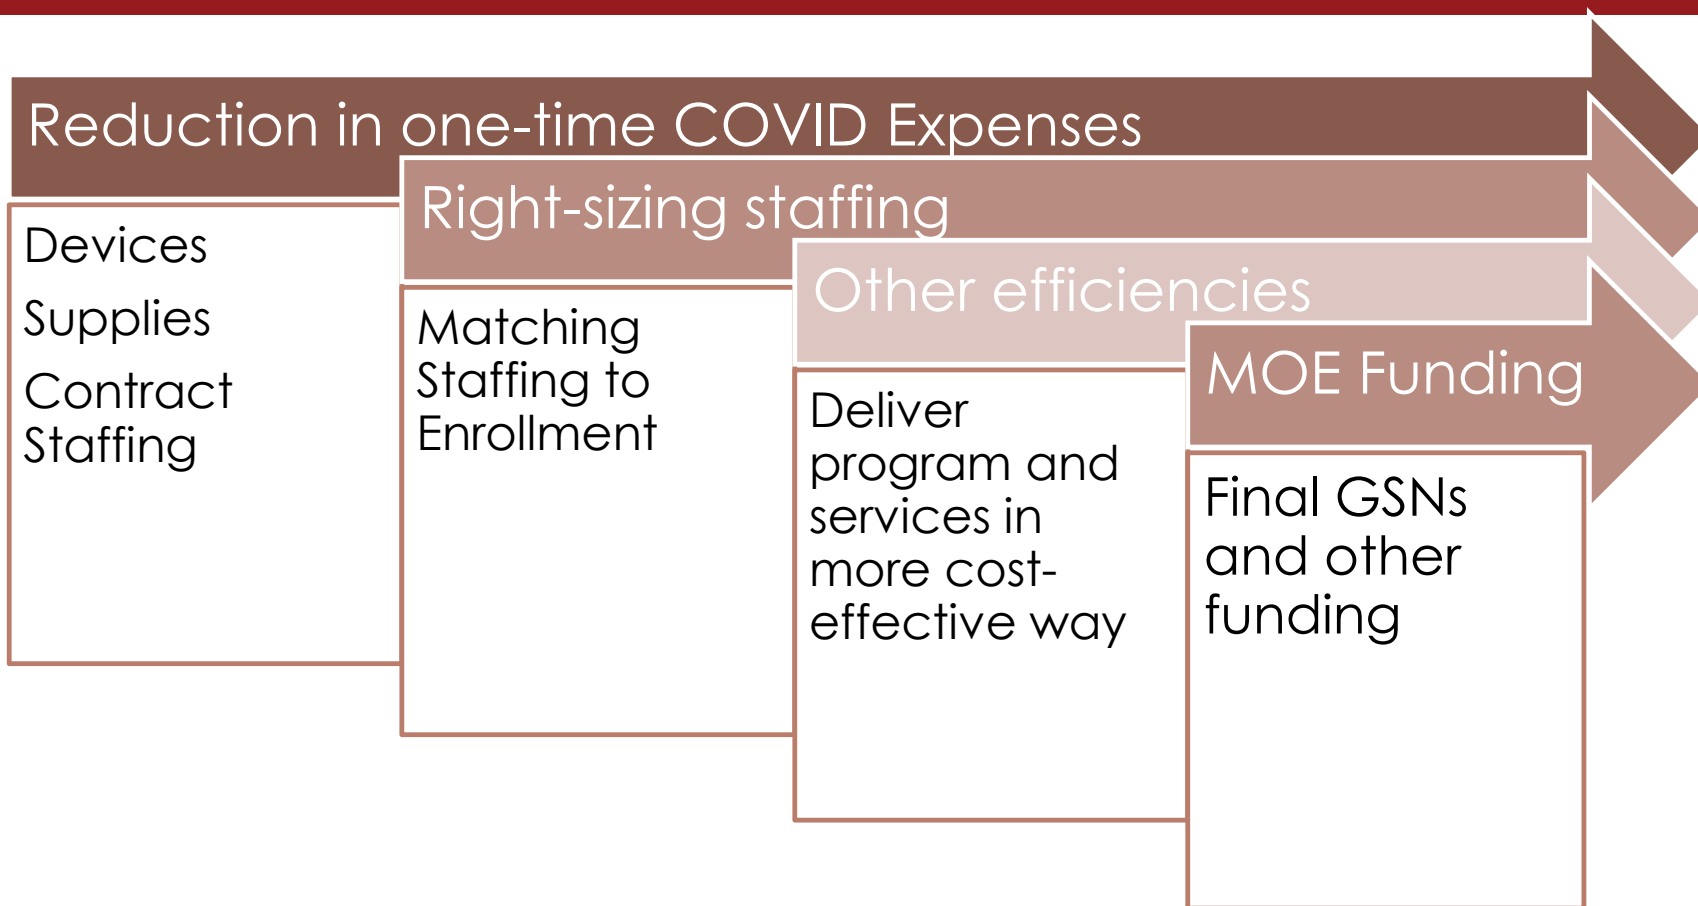 Reduction in one-time COVID Expenses
Devices
Supplies
Contract
Staffing
Right-sizing staffing
Matching
Staffing to
Enrollment
Other efficiencies
Deliver
program and
services in
more cost-
effective way
MOE Funding
Final GSNs
and other
funding